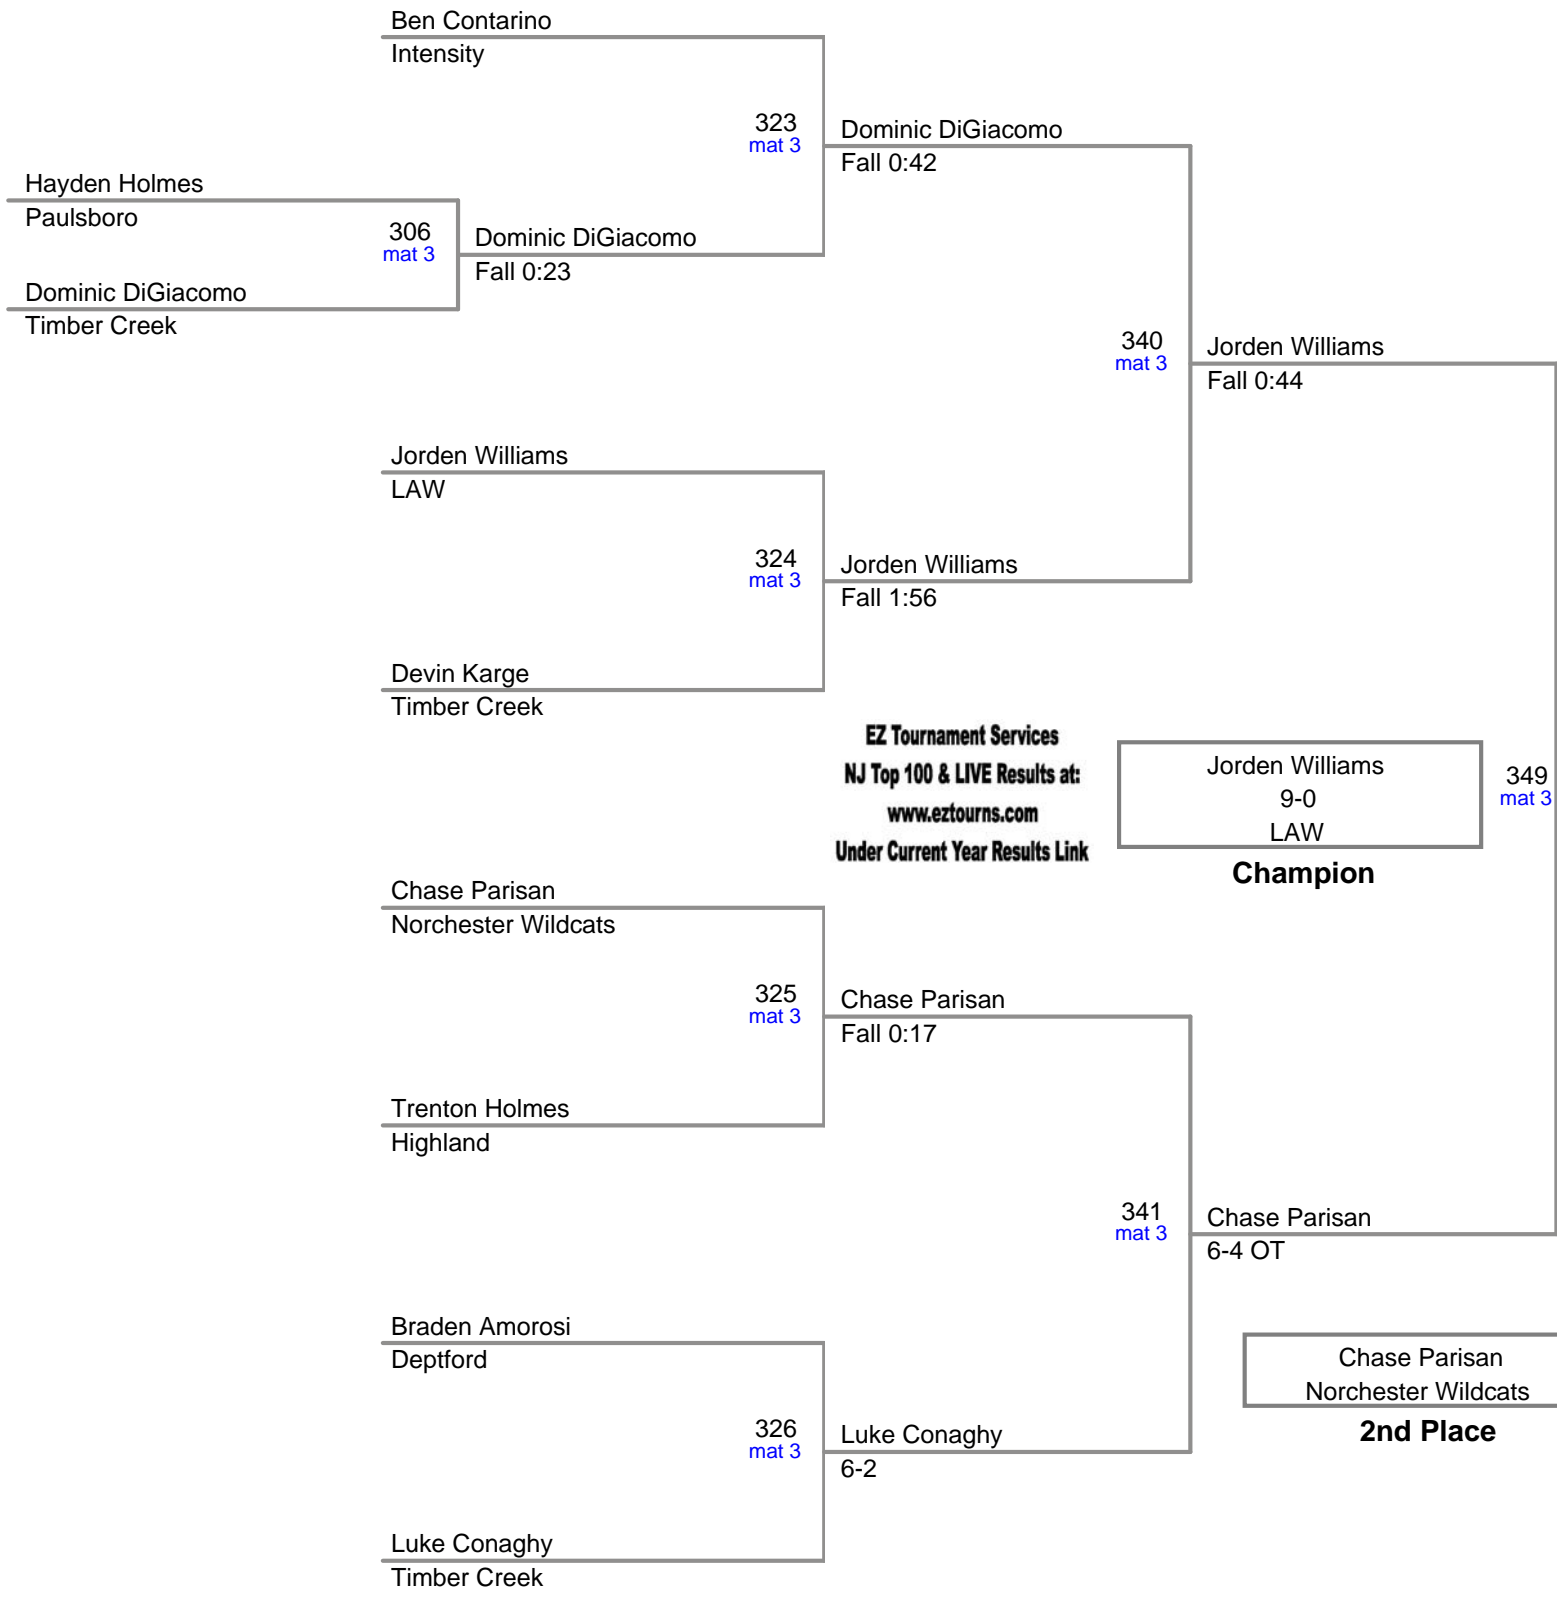 Ben Contarino
Intensity
323
mat 3
Dominic DiGiacomo
Fall 0:42
Hayden Holmes
Paulsboro
306
mat 3
Dominic DiGiacomo
Fall 0:23
Dominic DiGiacomo
Timber Creek
340
mat 3
Jorden Williams
Fall 0:44
Jorden Williams
LAW
324
mat 3
Jorden Williams
Fall 1:56
Devin Karge
Timber Creek
EZ Tournament Services
NJ Top 100 & LIVE Results at:
www.eztourns.com
Under Current Year Results Link
Jorden Williams
9-0
LAW
Champion
349
mat 3
Chase Parisan
Norchester Wildcats
325
mat 3
Chase Parisan
Fall 0:17
Trenton Holmes
Highland
341
mat 3
Chase Parisan
6-4 OT
Braden Amorosi
Deptford
Chase Parisan
Norchester Wildcats
2nd Place
326
mat 3
Luke Conaghy
6-2
Luke Conaghy
Timber Creek